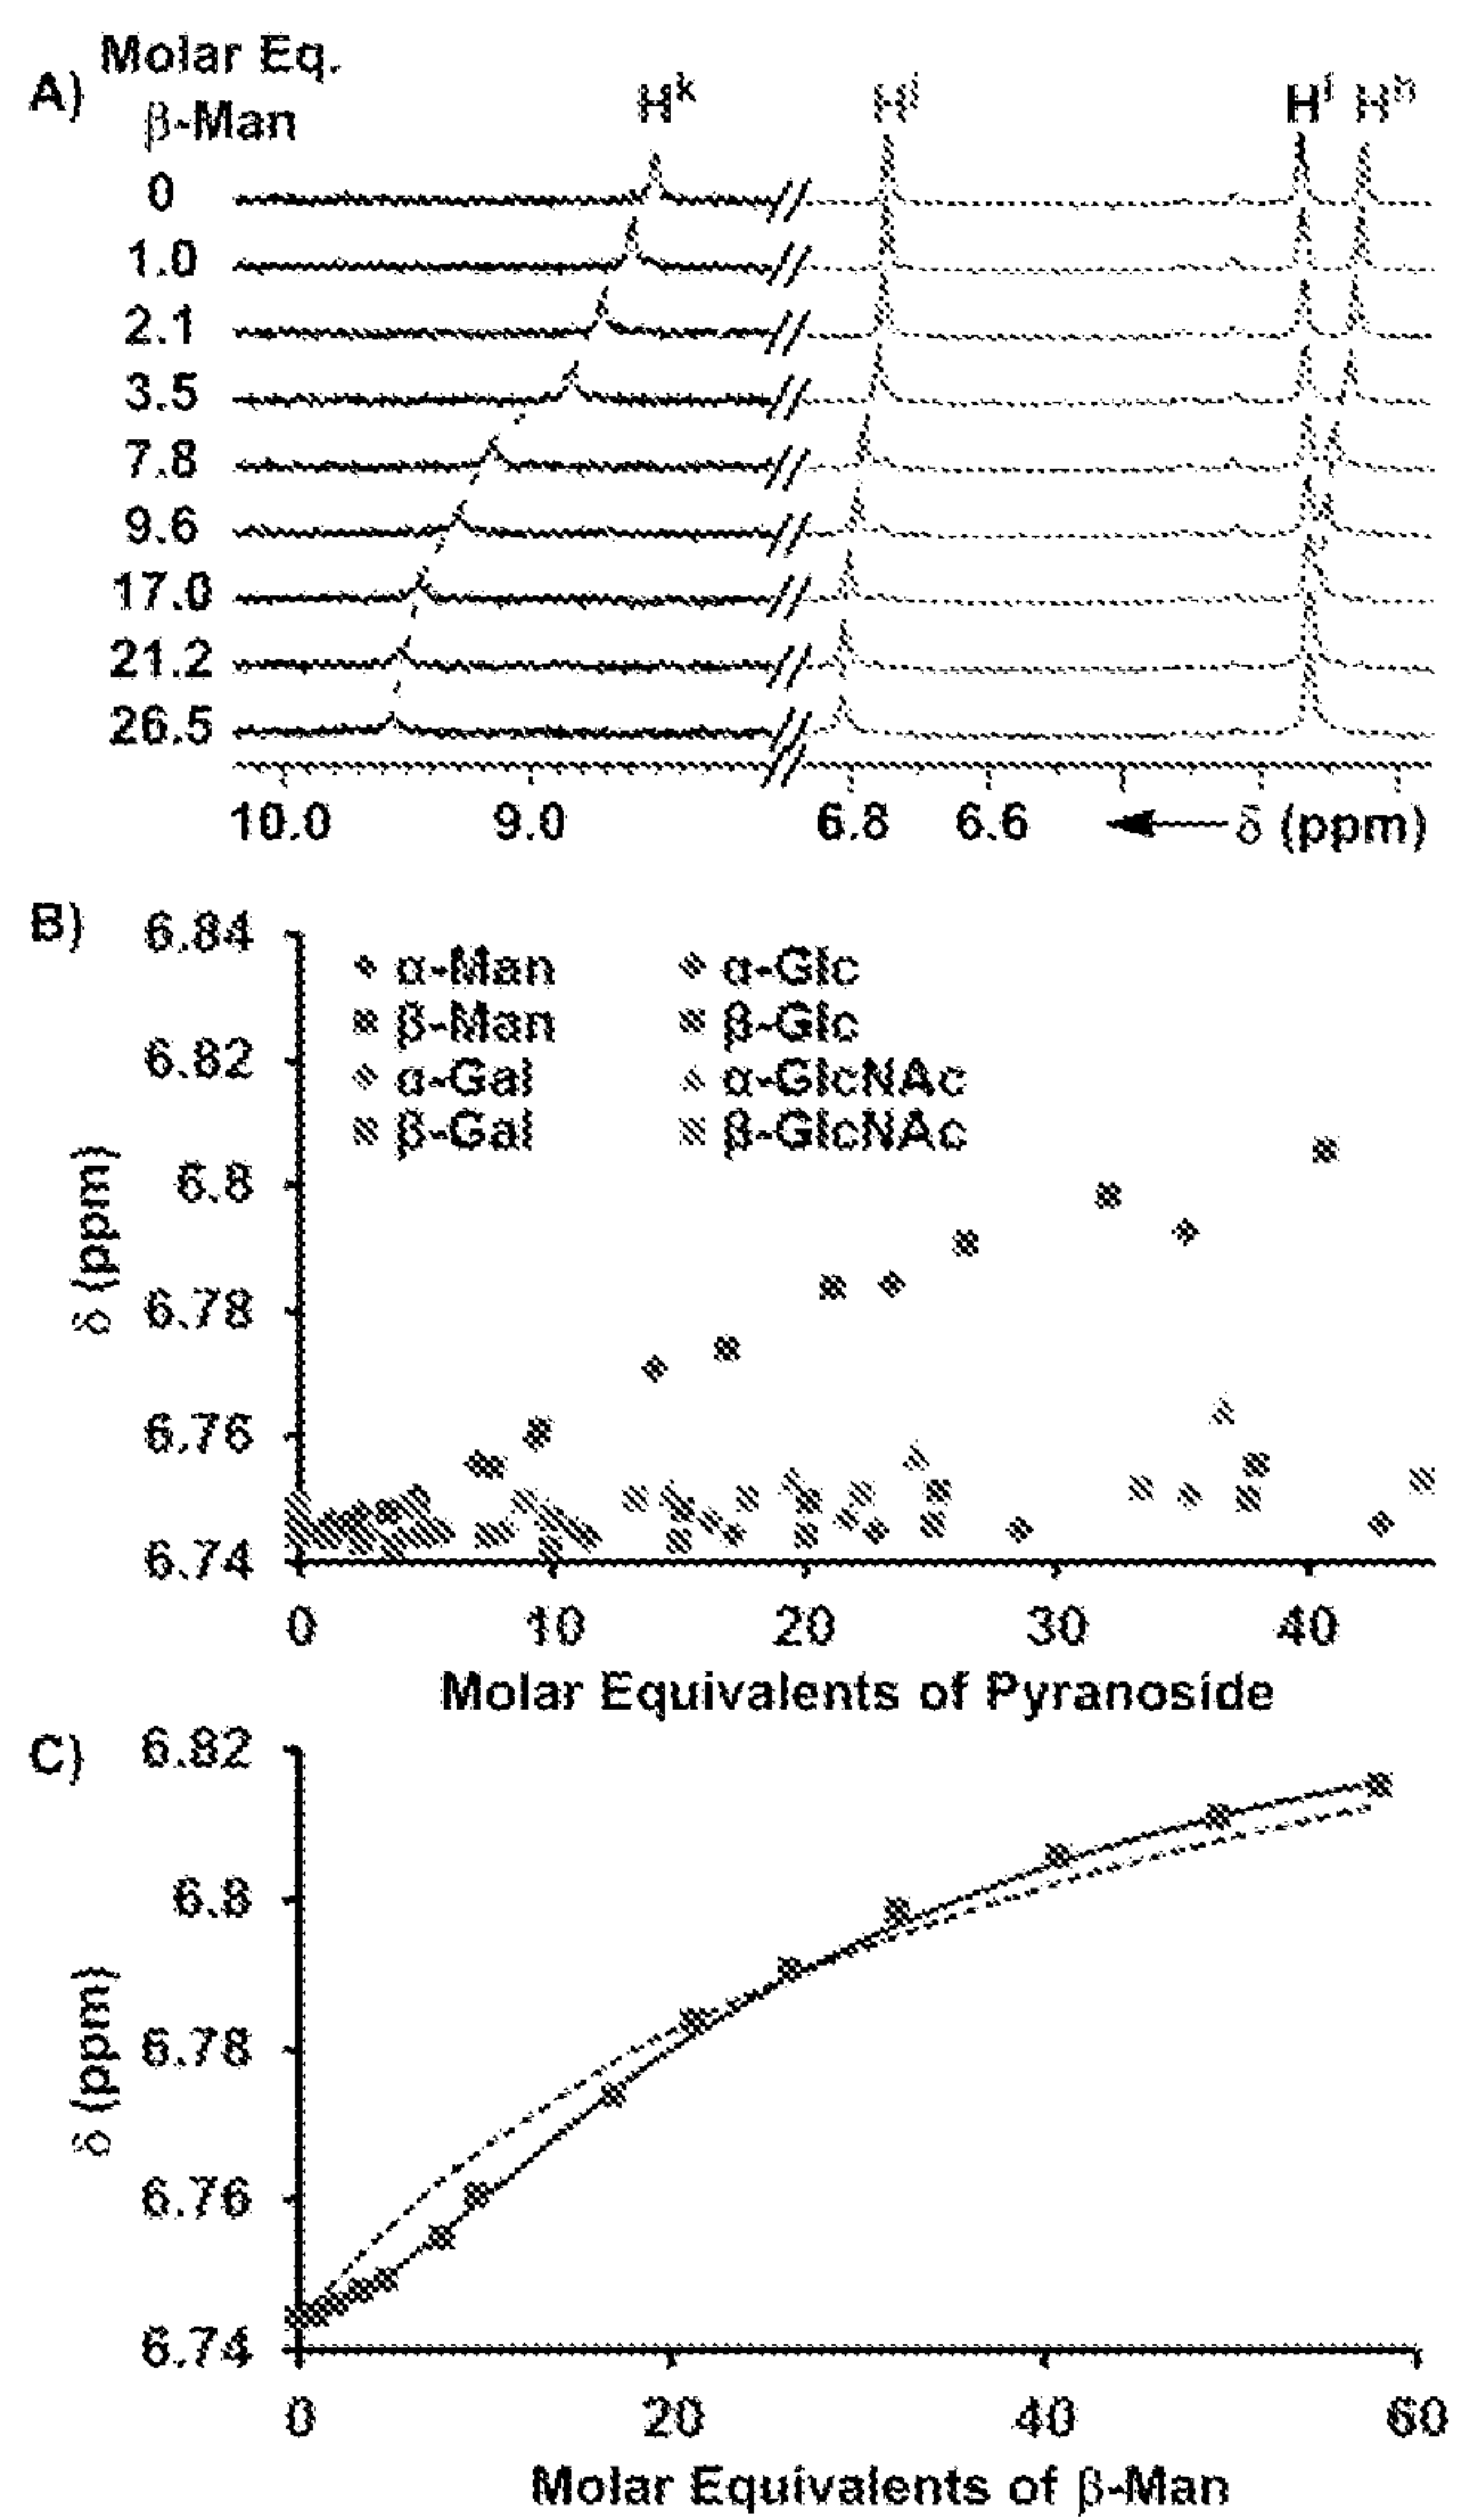 A) Molar Eq.
β-Man
H^k H^j H^i H^h
0
1.0
2.1
3.5
7.8
9.6
17.0
21.2
26.5
10.0 9.0 6.8 6.6 δ (ppm)
B)
6.84
6.82
6.8
6.78
6.76
6.74
δ (ppm)
α-Man α-Glc
β-Man β-Glc
α-Gal α-GlcNAc
β-Gal β-GlcNAc
0 10 20 30 40
Molar Equivalents of Pyranoside
C)
6.82
6.8
6.78
6.76
6.74
δ (ppm)
0 20 40 60
Molar Equivalents of β-Man